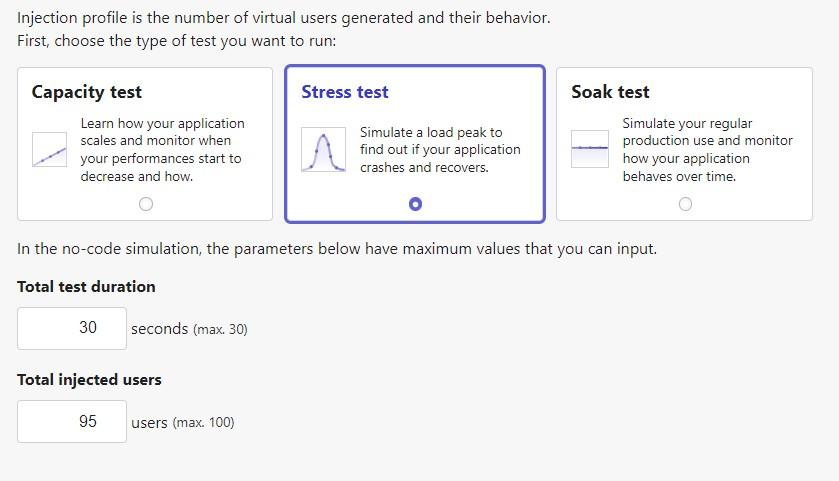 Injection profile is the number of virtual users generated and their behavior.
First, choose the type of test you want to run:
Capacity test
Learn how your application
scales and monitor when
your performances start to
decrease and how.
Stress test
Simulate a load peak to
find out if your application
crashes and recovers.
Soak test
Simulate your regular
production use and monitor
how your application
behaves over time.
In the no-code simulation, the parameters below have maximum values that you can input.
Total test duration
30 seconds (max. 30)
Total injected users
95 users (max. 100)